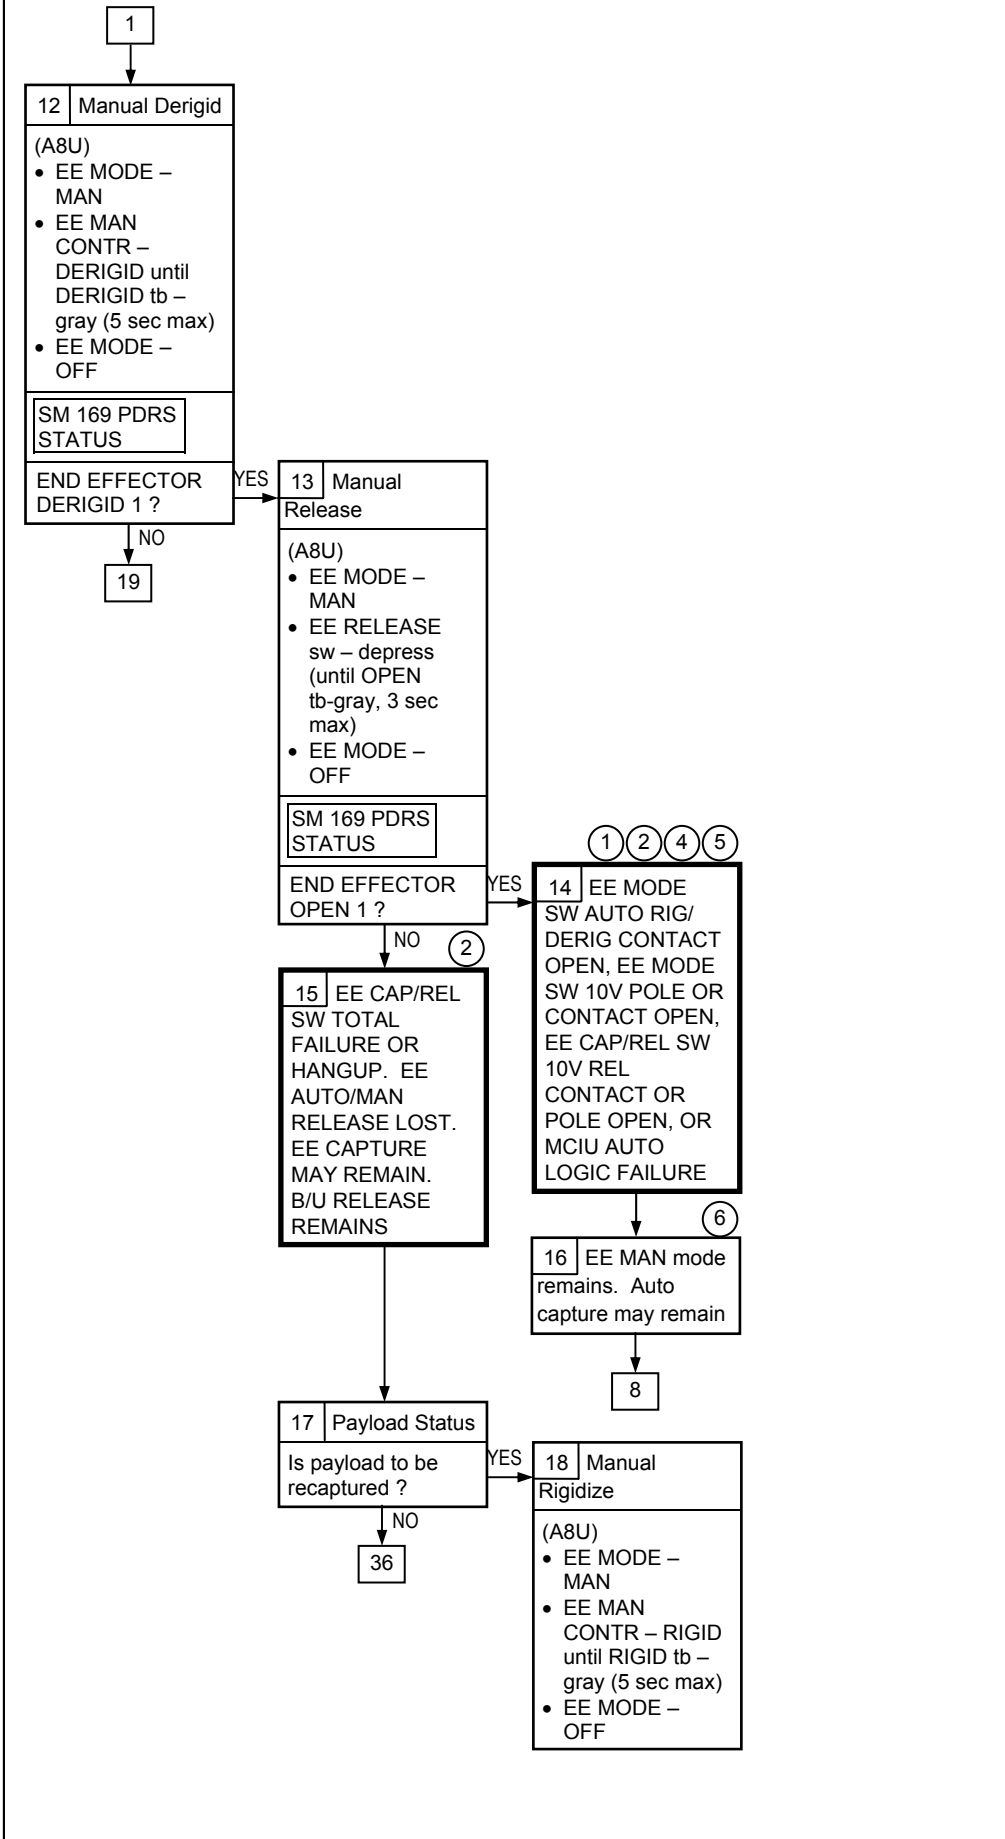 1
12 Manual Derigid
(A8U)
• EE MODE –
MAN
• EE MAN
CONTR –
DERIGID until
DERIGID tb –
gray (5 sec max)
• EE MODE –
OFF
SM 169 PDRS
STATUS
END EFFECTOR
DERIGID 1 ?
YES
NO
19
13 Manual
Release
(A8U)
• EE MODE –
MAN
• EE RELEASE
sw – depress
(until OPEN
tb-gray, 3 sec
max)
• EE MODE –
OFF
SM 169 PDRS
STATUS
END EFFECTOR
OPEN 1 ?
YES
NO
1 2 4 5
14 EE MODE
SW AUTO RIG/
DERIG CONTACT
OPEN, EE MODE
SW 10V POLE OR
CONTACT OPEN,
EE CAP/REL SW
10V REL
CONTACT OR
POLE OPEN, OR
MCIU AUTO
LOGIC FAILURE
2
15 EE CAP/REL
SW TOTAL
FAILURE OR
HANGUP. EE
AUTO/MAN
RELEASE LOST.
EE CAPTURE
MAY REMAIN.
B/U RELEASE
REMAINS
6
16 EE MAN mode
remains. Auto
capture may remain
8
17 Payload Status
Is payload to be
recaptured ?
YES
NO
36
18 Manual
Rigidize
(A8U)
• EE MODE –
MAN
• EE MAN
CONTR – RIGID
until RIGID tb –
gray (5 sec max)
• EE MODE –
OFF